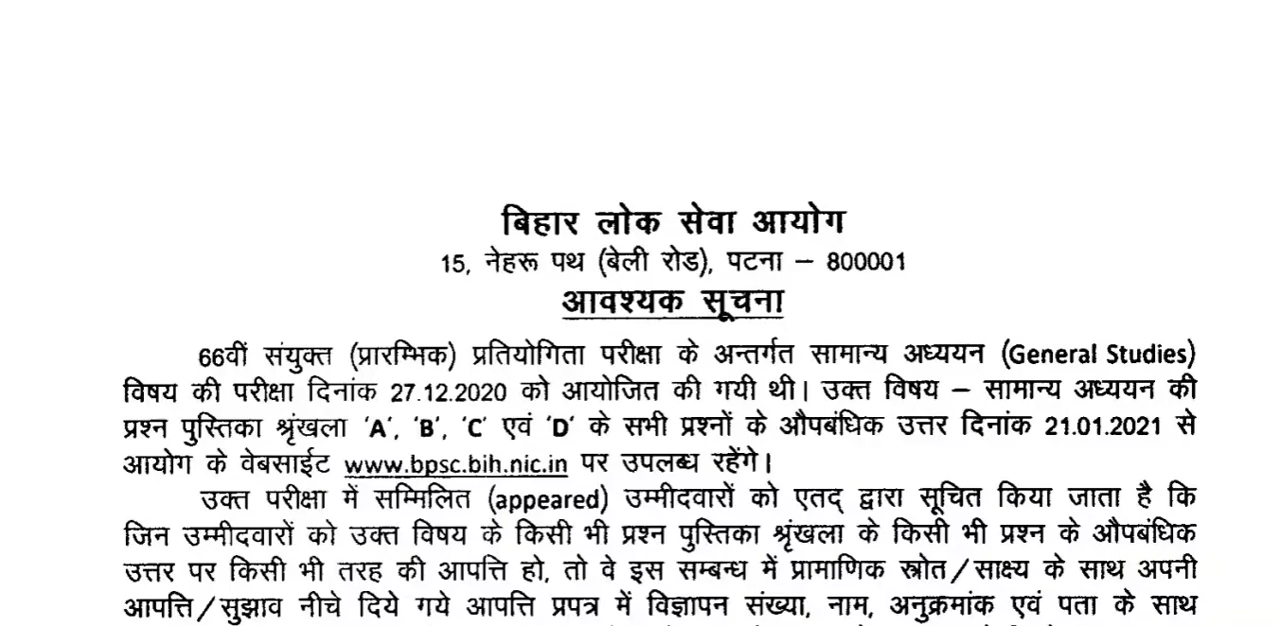 बिहार लोक सेवा आयोग
15, नेहरू पथ (बेली रोड), पटना – 800001
आवश्यक सूचना
66वीं संयुक्त (प्रारम्भिक) प्रतियोगिता परीक्षा के अन्तर्गत सामान्य अध्ययन (General Studies)
विषय की परीक्षा दिनांक 27.12.2020 को आयोजित की गयी थी। उक्त विषय – सामान्य अध्ययन की
प्रश्न पुस्तिका श्रृंखला 'A', 'B', 'C' एवं 'D' के सभी प्रश्नों के औपबंधिक उत्तर दिनांक 21.01.2021 से
आयोग के वेबसाईट www.bpsc.bih.nic.in पर उपलब्ध रहेंगे।
उक्त परीक्षा में सम्मिलित (appeared) उम्मीदवारों को एतद् द्वारा सूचित किया जाता है कि
जिन उम्मीदवारों को उक्त विषय के किसी भी प्रश्न पुस्तिका श्रृंखला के किसी भी प्रश्न के औपबंधिक
उत्तर पर किसी भी तरह की आपत्ति हो, तो वे इस सम्बन्ध में प्रामाणिक स्रोत/साक्ष्य के साथ अपनी
आपत्ति/सुझाव नीचे दिये गये आपत्ति प्रपत्र में विज्ञापन संख्या, नाम, अनुक्रमांक एवं पता के साथ